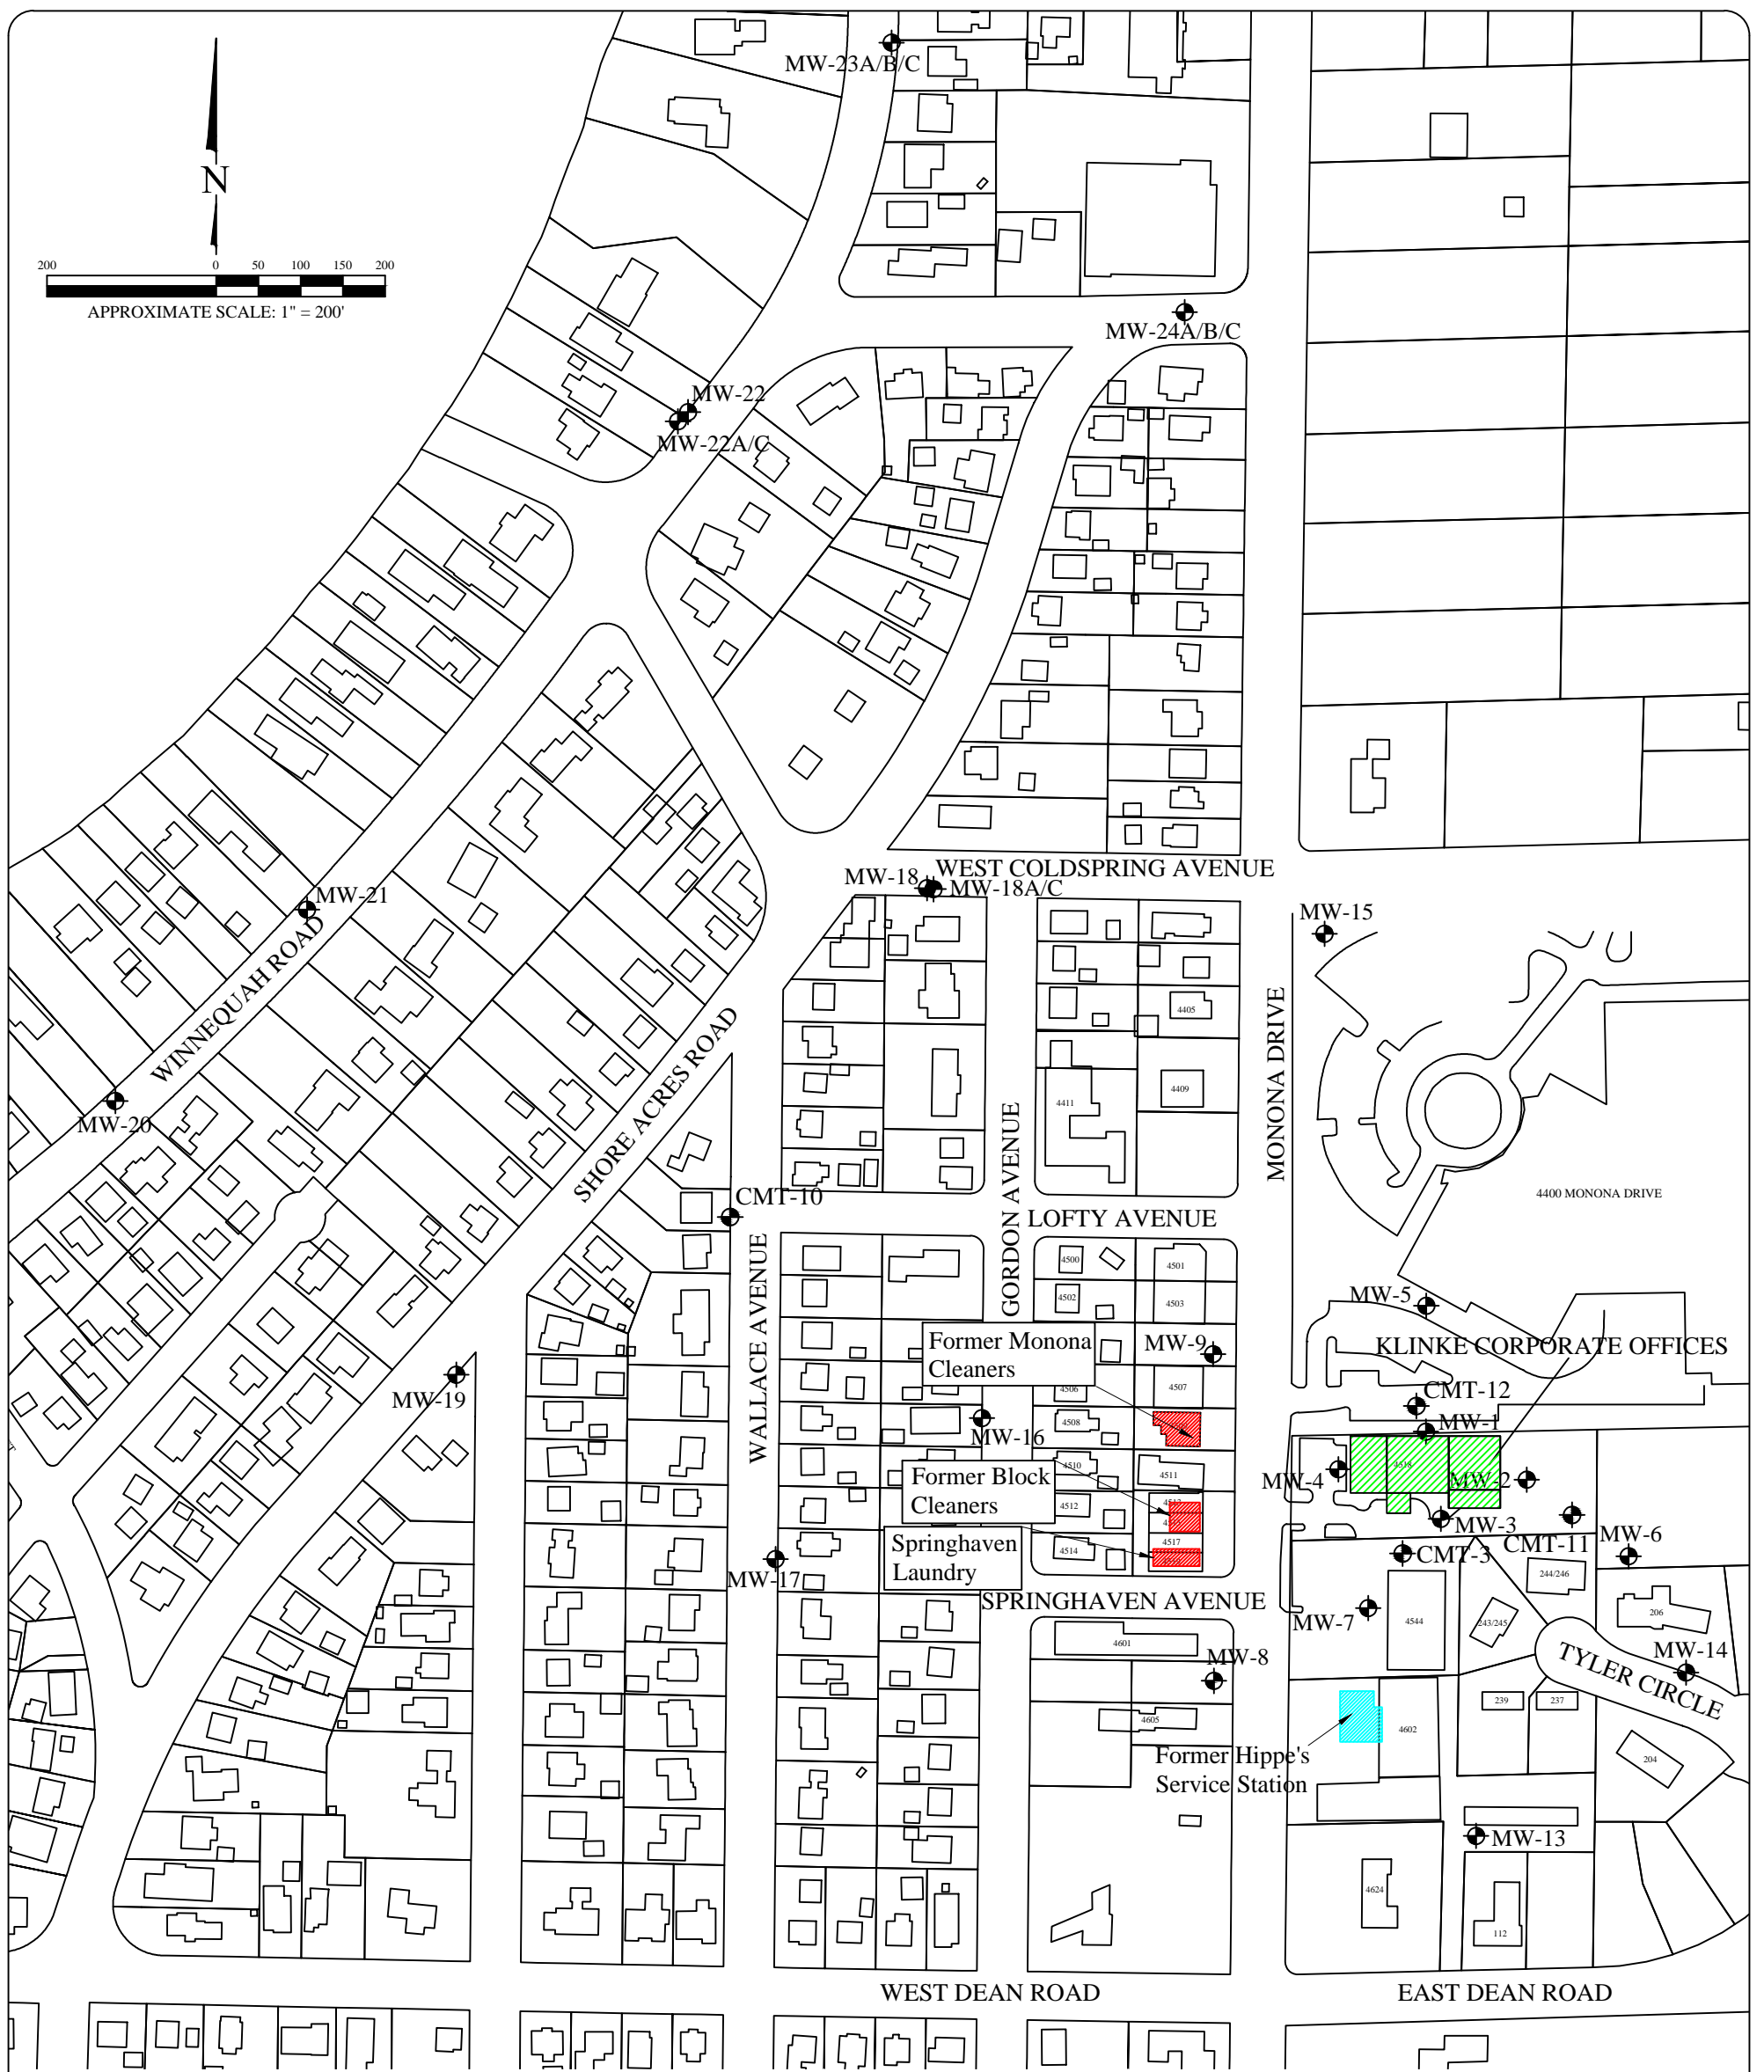 MW-23A/B/C
N
200 0 50 100 150 200
APPROXIMATE SCALE: 1" = 200'
MW-24A/B/C
MW-22
MW-22A/C
WEST COLDSPRING AVENUE
MW-18
MW-18A/C
MW-21
MW-15
WINNEQUAH ROAD
MONONA DRIVE
4405
SHORE ACRES ROAD
4409
4411
MW-20
GORDON AVENUE
4400 MONONA DRIVE
CMT-10
LOFTY AVENUE
WALLACE AVENUE
4500
4501
4502
4503
MW-5
Former Monona
Cleaners
MW-9
KLINKE CORPORATE OFFICES
MW-19
4506
4507
CMT-12
4508
MW-1
MW-16
4510
4511
4518
MW-4
MW-2
Former Block
Cleaners
4512
MW-3
CMT-11
MW-6
Springhaven
Laundry
4514
4517
CMT-3
MW-17
244/246
SPRINGHAVEN AVENUE
MW-7
4544
243/245
206
4601
MW-8
MW-14
TYLER CIRCLE
4605
4602
239
237
Former Hippe's
Service Station
204
MW-13
4624
112
WEST DEAN ROAD
EAST DEAN ROAD